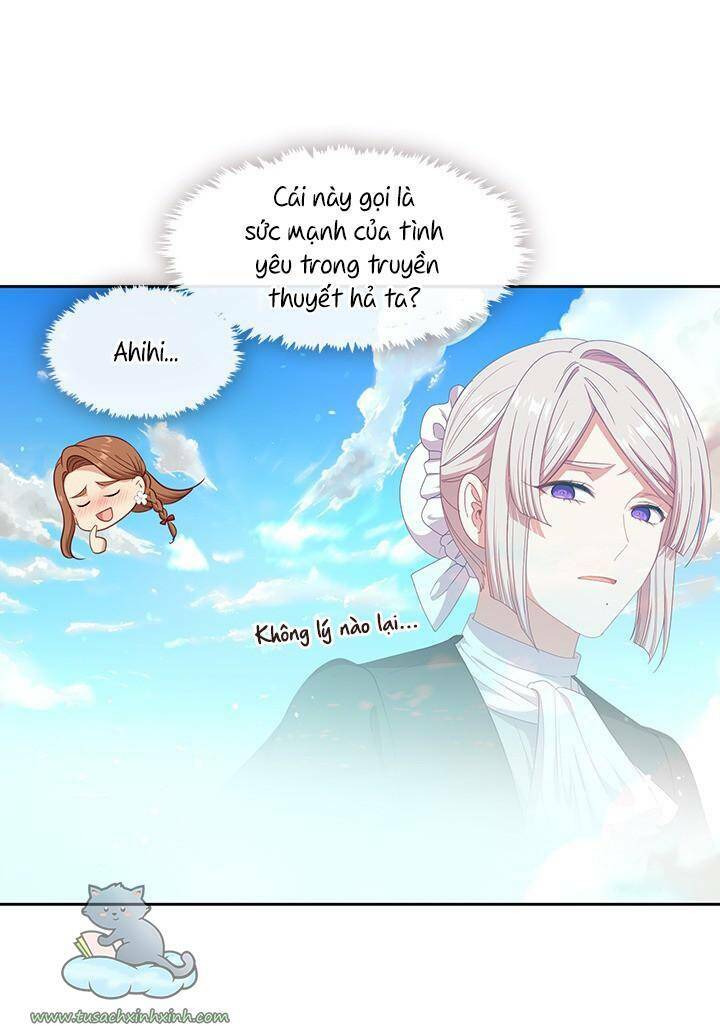 Cái này gọi là
sức mạnh của tình
yêu trong truyền
thuyết hả ta?
Ahihi...
Không lý nào lại...
www.tusachxinhxinh.com